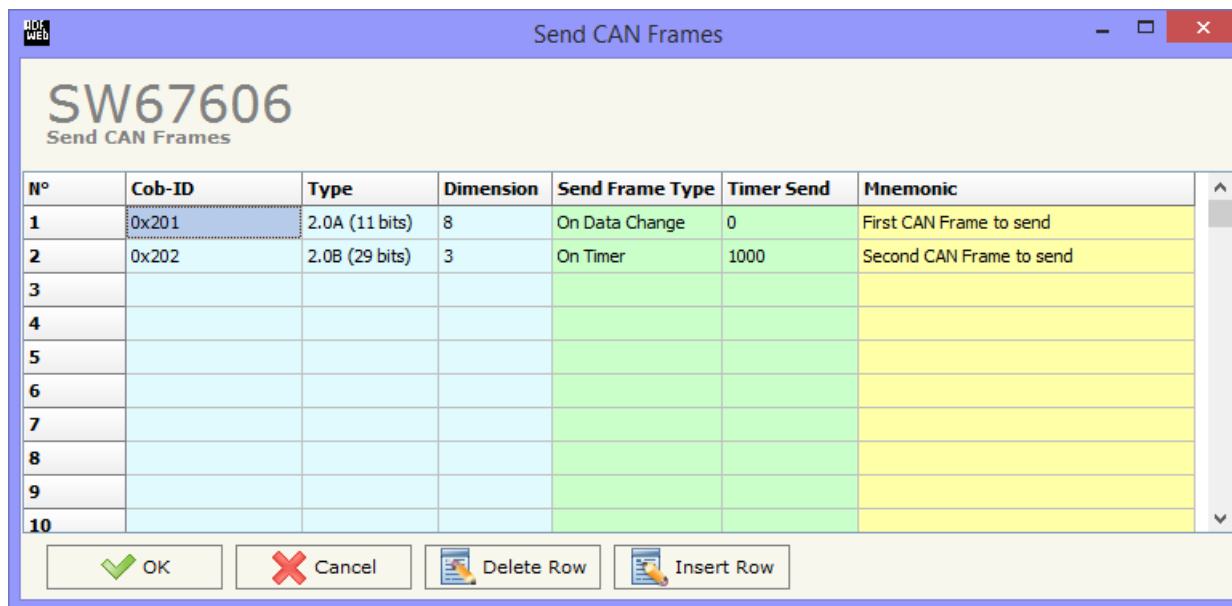 ADF
WEB
Send CAN Frames
SW67606
Send CAN Frames
N° Cob-ID Type Dimension Send Frame Type Timer Send Mnemonic
1 0x201 2.0A (11 bits) 8 On Data Change 0 First CAN Frame to send
2 0x202 2.0B (29 bits) 3 On Timer 1000 Second CAN Frame to send
3
4
5
6
7
8
9
10
OK Cancel Delete Row Insert Row